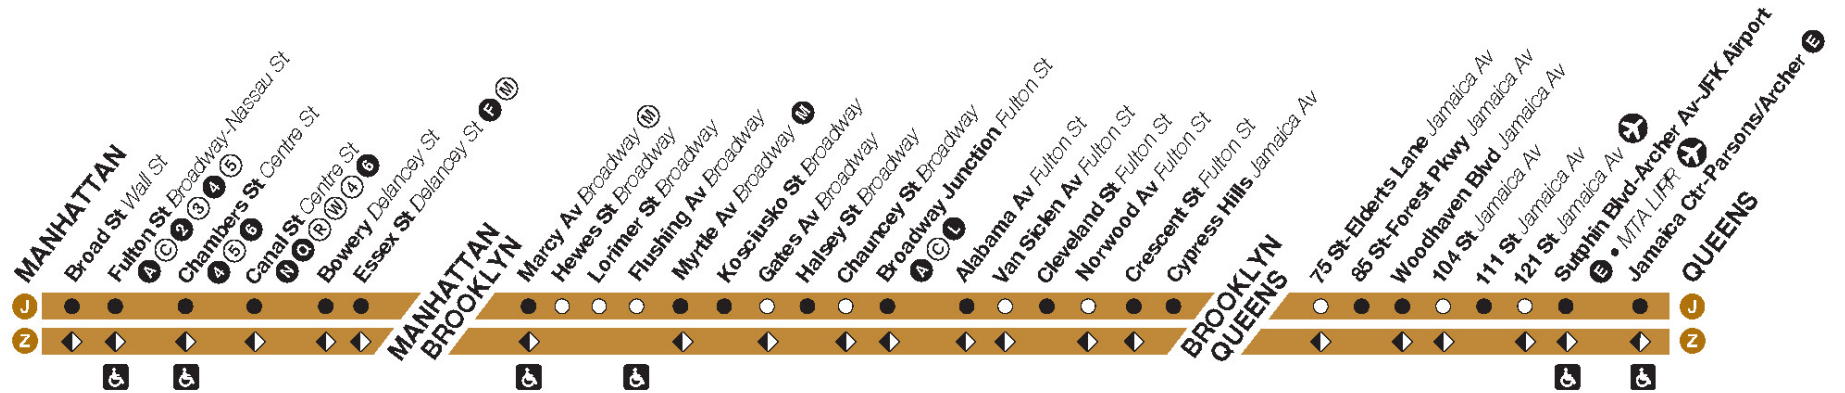 MANHATTAN
Broad St Wall St
Fulton St Broadway-Nassau St
A C 2 3 4 5
Chambers St Centre St
4 5 6
Canal St Centre St
N Q R W 4 6
Bowery Delancey St
Essex St Delancey St F M
MANHATTAN
BROOKLYN
Marcy Av Broadway M
Hewes St Broadway
Lorimer St Broadway
Flushing Av Broadway
Myrtle Av Broadway M
Kosciusko St Broadway
Gates Av Broadway
Halsey St Broadway
Chauncey St Broadway
Broadway Junction Fulton St
A C L
Alabama Av Fulton St
Van Siclen Av Fulton St
Cleveland St Fulton St
Norwood Av Fulton St
Crescent St Fulton St
Cypress Hills Jamaica Av
BROOKLYN
QUEENS
75 St-Elderts Lane Jamaica Av
85 St-Forest Pkwy Jamaica Av
Woodhaven Blvd Jamaica Av
104 St Jamaica Av
111 St Jamaica Av
121 St Jamaica Av
Sutphin Blvd-Archer Av-JFK Airport
E • MTA LIRR
Jamaica Ctr-Parsons/Archer E
QUEENS
J J
Z Z